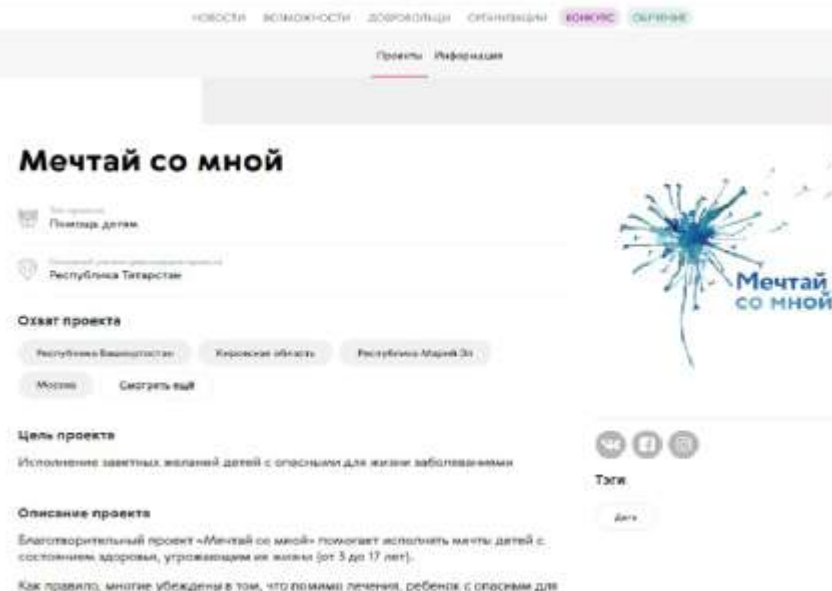 НОВОСТИ ВОЗМОЖНОСТИ ДОБРОВОЛЬЦЫ ОРГАНИЗАЦИИ КОНКУРС ОБУЧЕНИЕ
Проекты Информация
Мечтай со мной
Тип проекта
Помощь детям
Республика Татарстан
Мечтай
со мной
Охват проекта
Республика Башкортостан Кировская область Республика Марий Эл
Москва Смотреть ещё
Цель проекта
Исполнение заветных желаний детей с опасными для жизни заболеваниями
Тэги
Дети
Описание проекта
Благотворительный проект «Мечтай со мной» помогает исполнять мечты детей с
состоянием здоровья, угрожающим их жизни (от 3 до 17 лет).
Как правило, многие убеждены в том, что помимо лечения, ребенок с опасным для